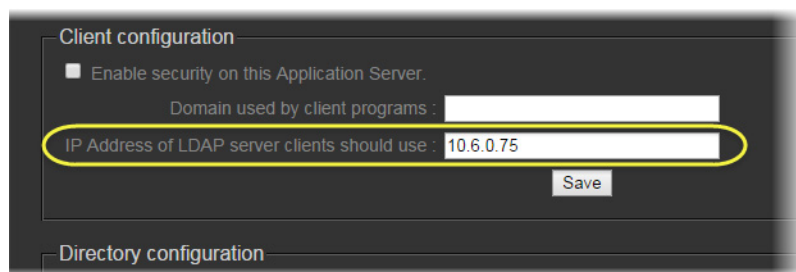 Client configuration
Enable security on this Application Server.
Domain used by client programs :
IP Address of LDAP server clients should use : 10.6.0.75
Save
Directory configuration